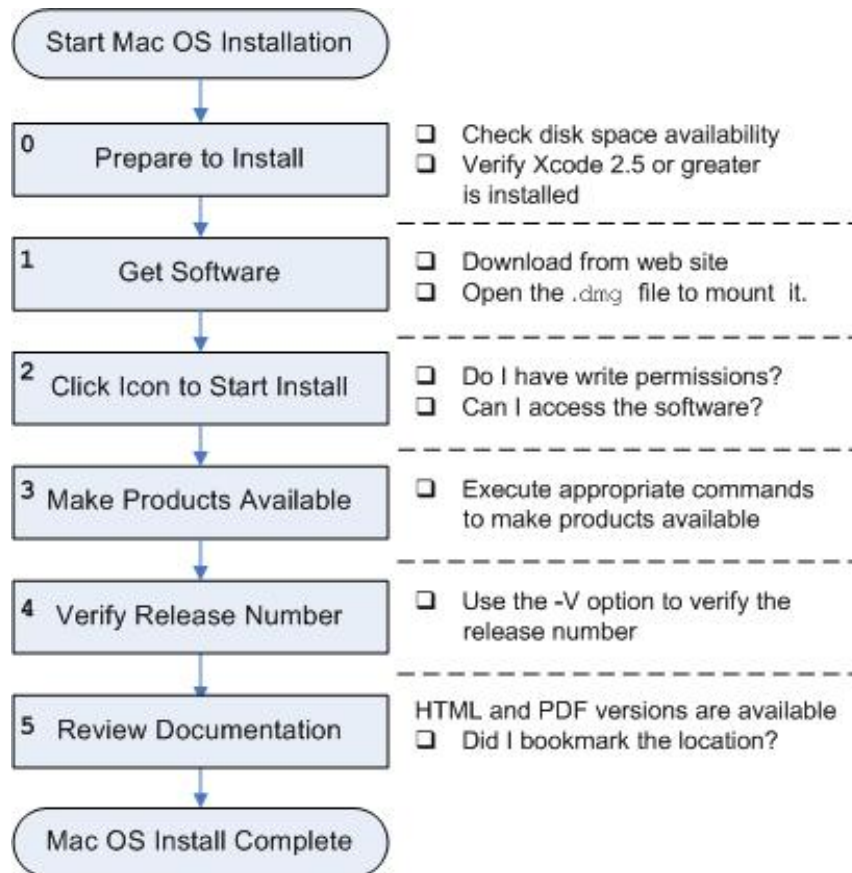 Start Mac OS Installation
0
Prepare to Install
❑ Check disk space availability
❑ Verify Xcode 2.5 or greater
is installed
1
Get Software
❑ Download from web site
❑ Open the .dmg file to mount it.
2
Click Icon to Start Install
❑ Do I have write permissions?
❑ Can I access the software?
3
Make Products Available
❑ Execute appropriate commands
to make products available
4
Verify Release Number
❑ Use the -V option to verify the
release number
5
Review Documentation
HTML and PDF versions are available
❑ Did I bookmark the location?
Mac OS Install Complete